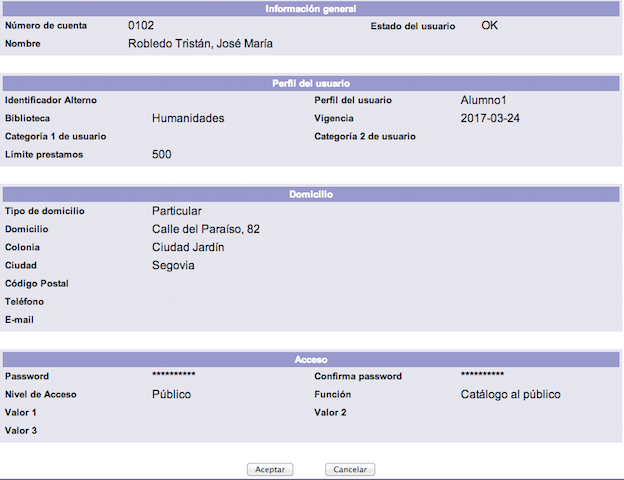 Información general
Número de cuenta 0102 Estado del usuario OK
Nombre Robledo Tristán, José María
Perfil del usuario
Identificador Alterno Perfil del usuario Alumno1
Biblioteca Humanidades Vigencia 2017-03-24
Categoría 1 de usuario Categoría 2 de usuario
Límite prestamos 500
Domicilio
Tipo de domicilio Particular
Domicilio Calle del Paraíso, 82
Colonia Ciudad Jardín
Ciudad Segovia
Código Postal
Teléfono
E-mail
Acceso
Password ********** Confirma password **********
Nivel de Acceso Público Función Catálogo al público
Valor 1 Valor 2
Valor 3
Aceptar Cancelar